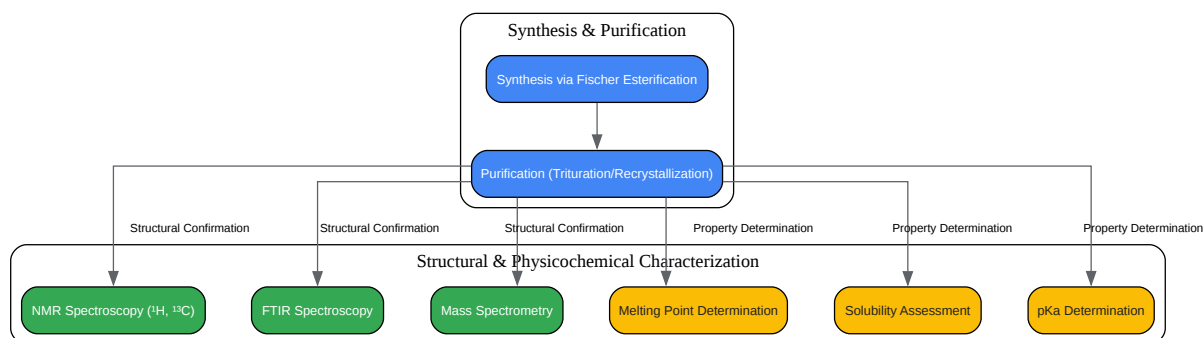 Synthesis & Purification
Synthesis via Fischer Esterification
Purification (Trituration/Recrystallization)
Structural Confirmation
Structural Confirmation
Structural Confirmation
Property Determination
Property Determination
Property Determination
Structural & Physicochemical Characterization
NMR Spectroscopy (¹H, ¹³C)
FTIR Spectroscopy
Mass Spectrometry
Melting Point Determination
Solubility Assessment
pKa Determination